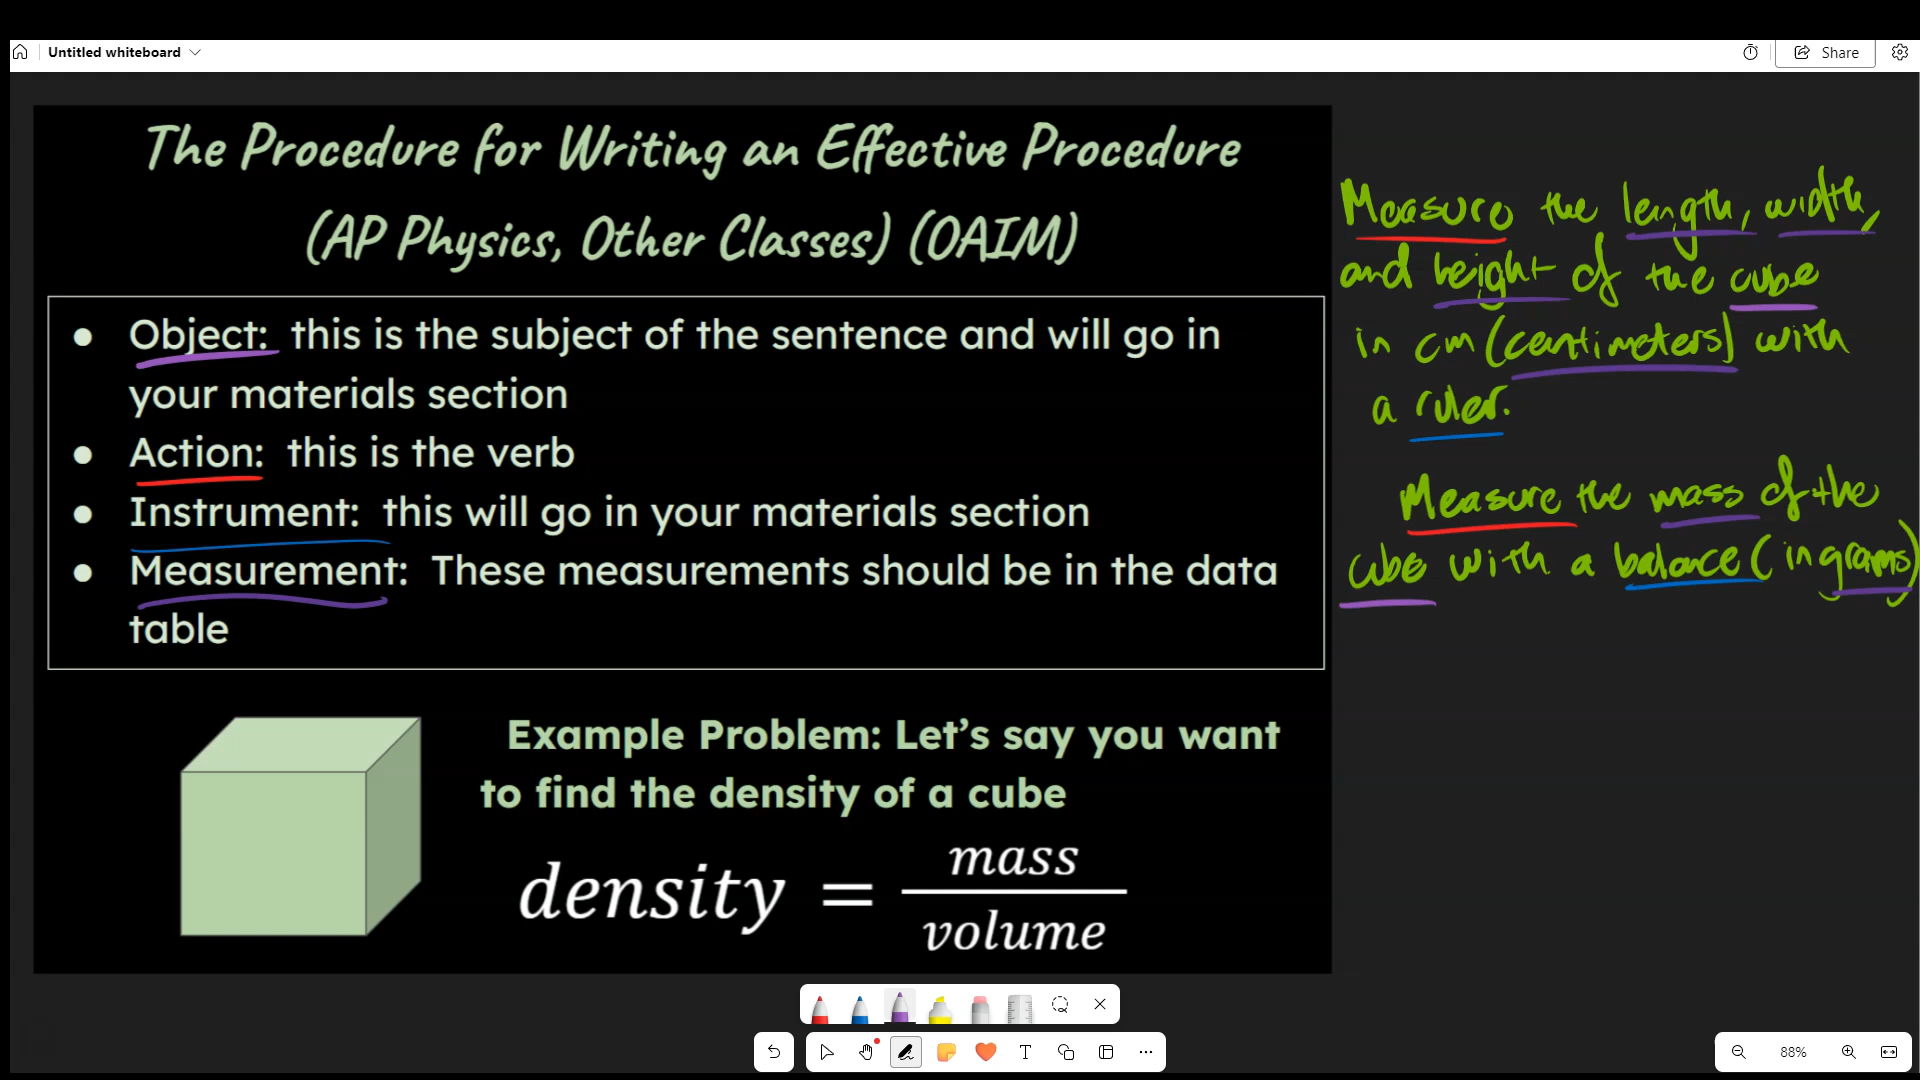 Untitled whiteboard
Share
The Procedure for Writing an Effective Procedure
(AP Physics, Other Classes) (OAIM)
Object: this is the subject of the sentence and will go in
your materials section
Action: this is the verb
Instrument: this will go in your materials section
Measurement: These measurements should be in the data
table
Example Problem: Let's say you want
to find the density of a cube
density = mass
volume
Measure the length, width,
and height of the cube
in cm (centimeters) with
a ruler.
Measure the mass of the
cube with a balance (in grams)
T
88%